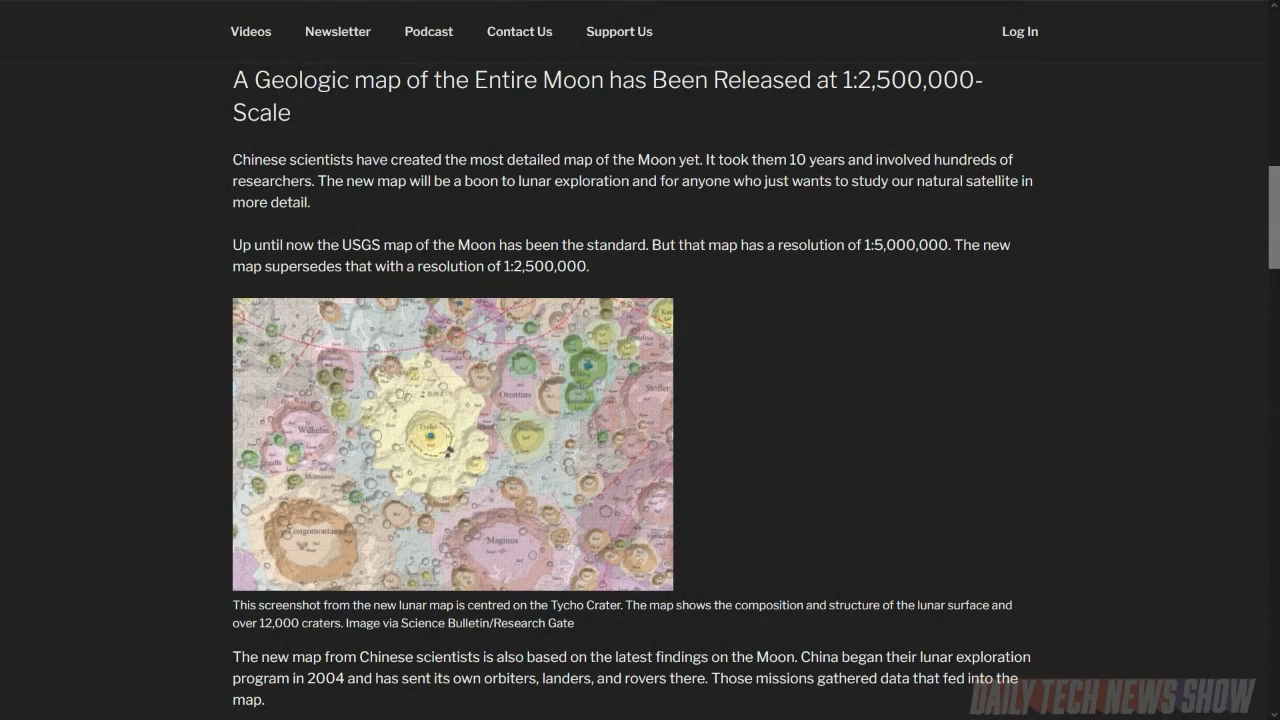 Videos Newsletter Podcast Contact Us Support Us Log In
A Geologic map of the Entire Moon has Been Released at 1:2,500,000-
Scale
Chinese scientists have created the most detailed map of the Moon yet. It took them 10 years and involved hundreds of
researchers. The new map will be a boon to lunar exploration and for anyone who just wants to study our natural satellite in
more detail.
Up until now the USGS map of the Moon has been the standard. But that map has a resolution of 1:5,000,000. The new
map supersedes that with a resolution of 1:2,500,000.
Orontius
Stofler
Tycho
Wilhelm
Longomontanus
Maginus
This screenshot from the new lunar map is centred on the Tycho Crater. The map shows the composition and structure of the lunar surface and
over 12,000 craters. Image via Science Bulletin/Research Gate
The new map from Chinese scientists is also based on the latest findings on the Moon. China began their lunar exploration
program in 2004 and has sent its own orbiters, landers, and rovers there. Those missions gathered data that fed into the
map.
DAILY TECH NEWS SHOW